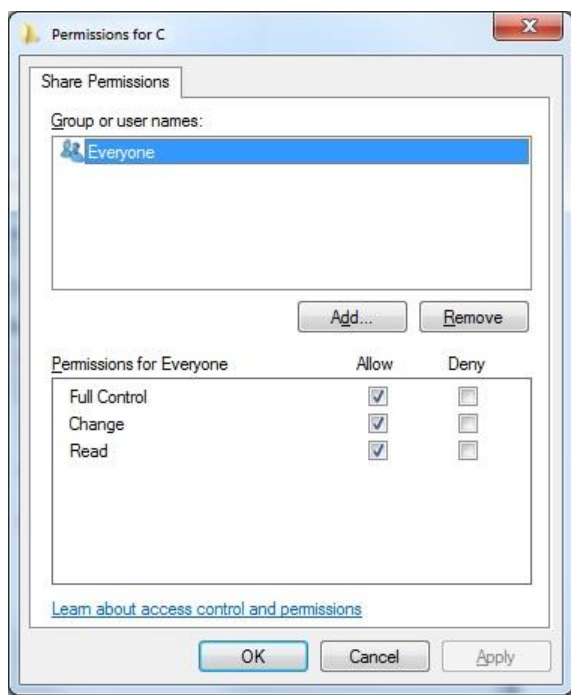 Permissions for C
Share Permissions
Group or user names:
Everyone
Add...
Remove
Permissions for Everyone Allow Deny
Full Control
Change
Read
Learn about access control and permissions
OK Cancel Apply